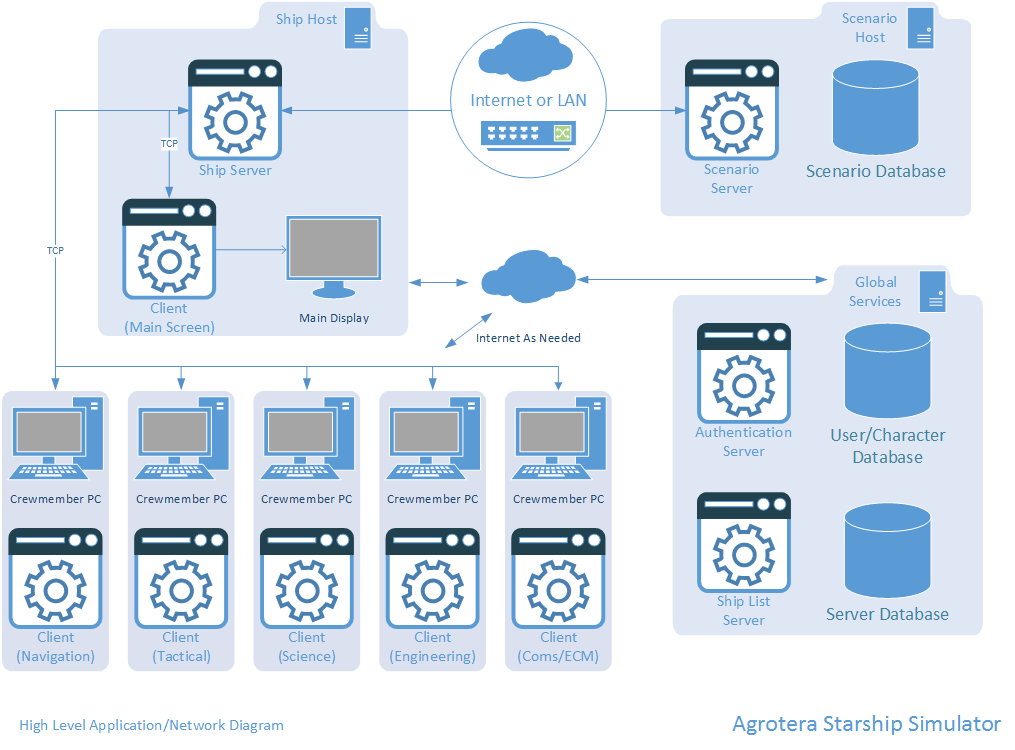 Ship Host
Internet or LAN
Scenario
Host
TCP
Ship Server
Scenario
Server
Scenario Database
TCP
Client
(Main Screen)
Main Display
Internet As Needed
Global
Services
Authentication
Server
User/Character
Database
Ship List
Server
Server Database
Crewmember PC
Crewmember PC
Crewmember PC
Crewmember PC
Crewmember PC
Client
(Navigation)
Client
(Tactical)
Client
(Science)
Client
(Engineering)
Client
(Coms/ECM)
High Level Application/Network Diagram
Agrotera Starship Simulator